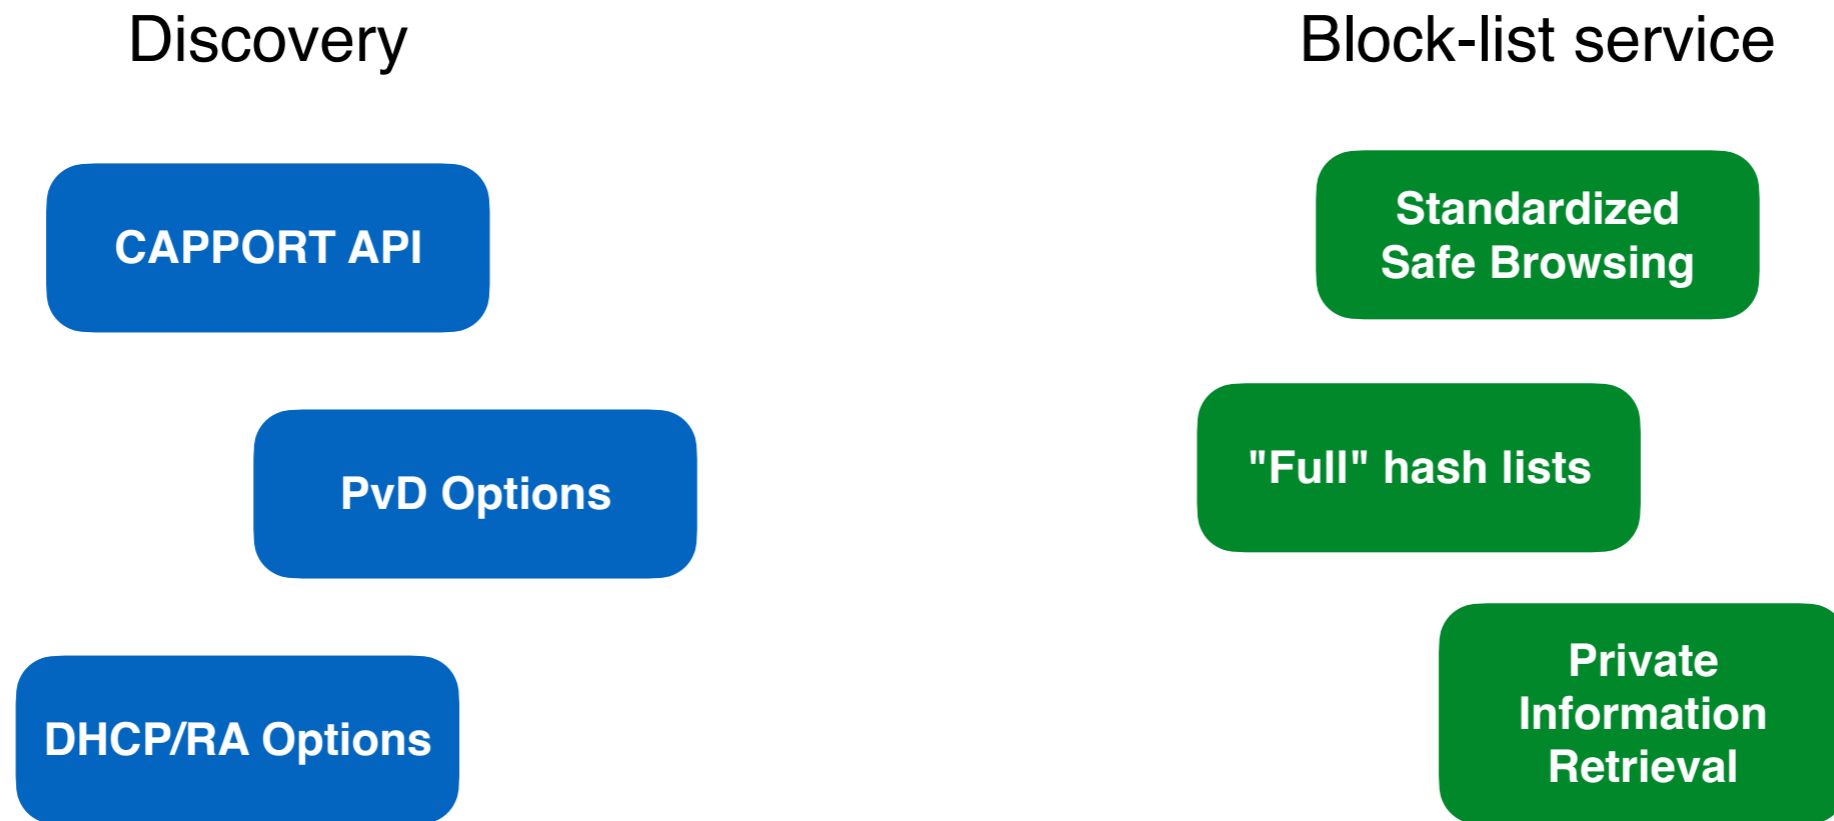 Discovery
Block-list service
CAPPORT API
Standardized
Safe Browsing
PvD Options
"Full" hash lists
DHCP/RA Options
Private
Information
Retrieval